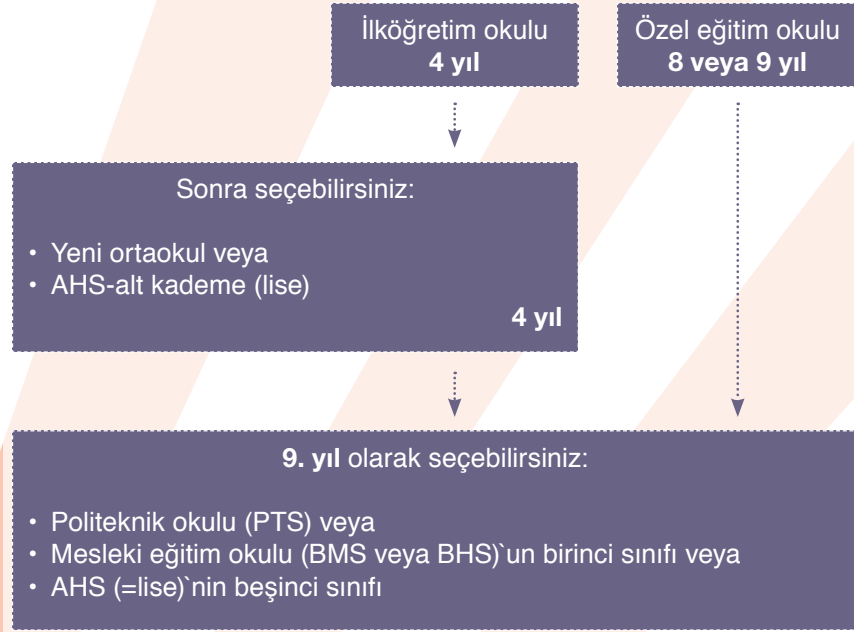 İlköğretim okulu
4 yıl
Özel eğitim okulu
8 veya 9 yıl
Sonra seçebilirsiniz:
• Yeni ortaokul veya
• AHS-alt kademe (lise)
4 yıl
9. yıl olarak seçebilirsiniz:
• Politeknik okulu (PTS) veya
• Mesleki eğitim okulu (BMS veya BHS)`un birinci sınıfı veya
• AHS (=lise)`nin beşinci sınıfı